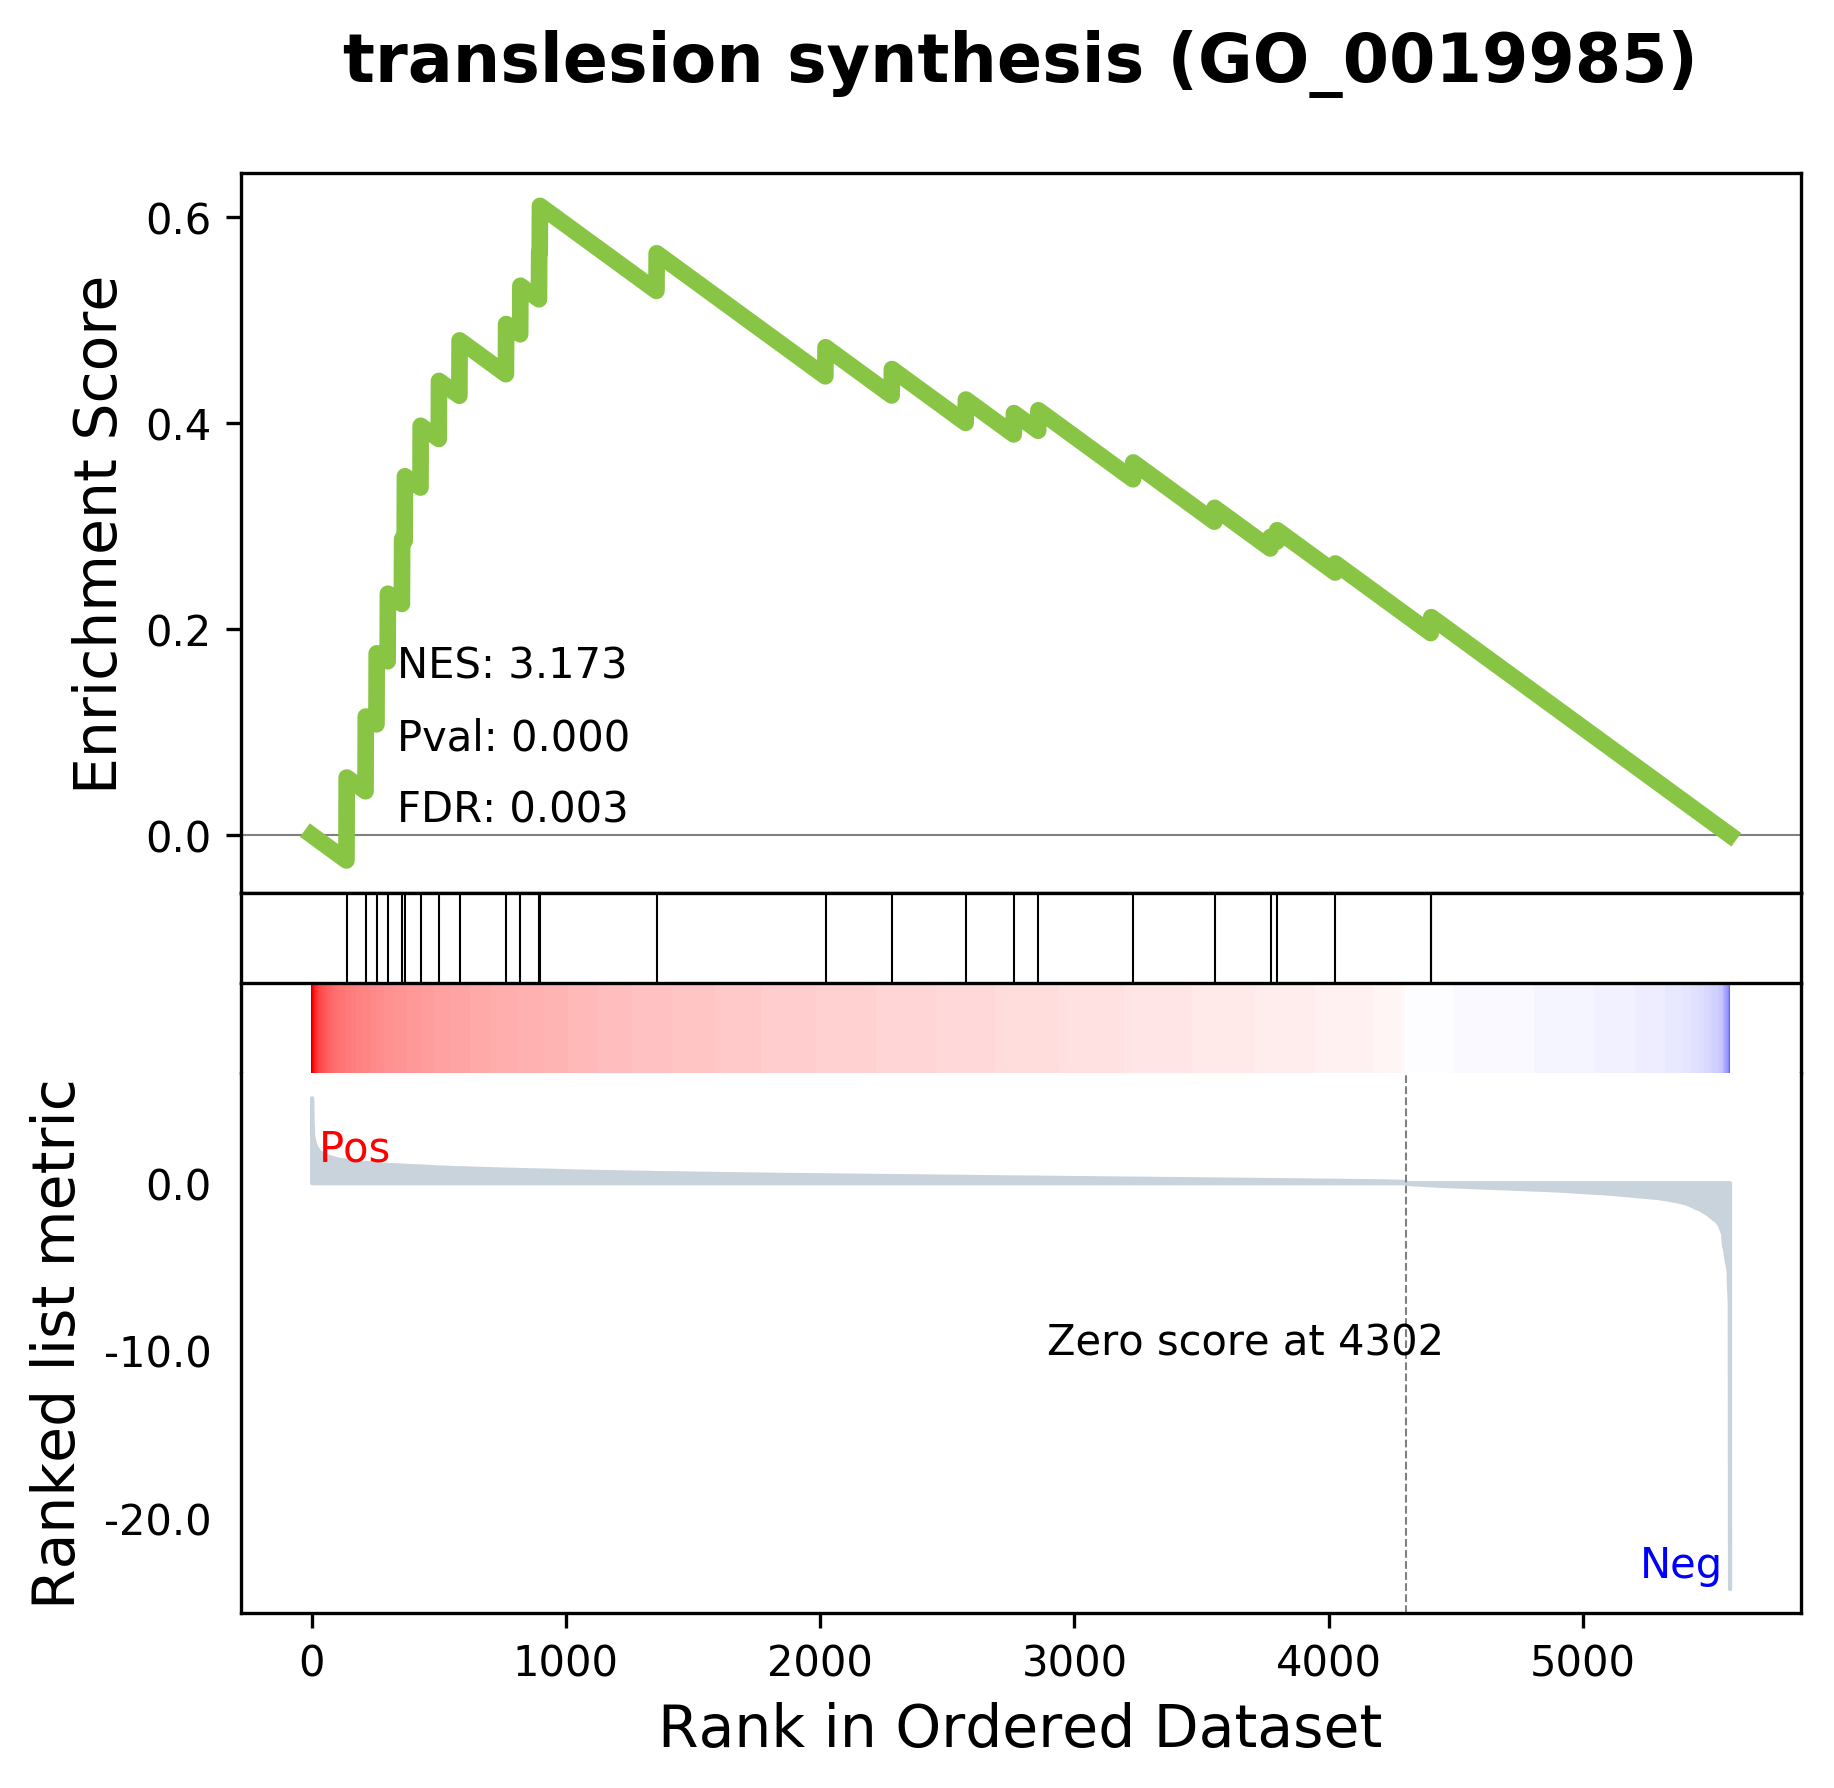 translesion synthesis (GO_0019985)
Enrichment Score
0.6
0.4
0.2
0.0
NES: 3.173
Pval: 0.000
FDR: 0.003
Ranked list metric
Pos
0.0
-10.0
-20.0
Zero score at 4302
Neg
0 1000 2000 3000 4000 5000
Rank in Ordered Dataset